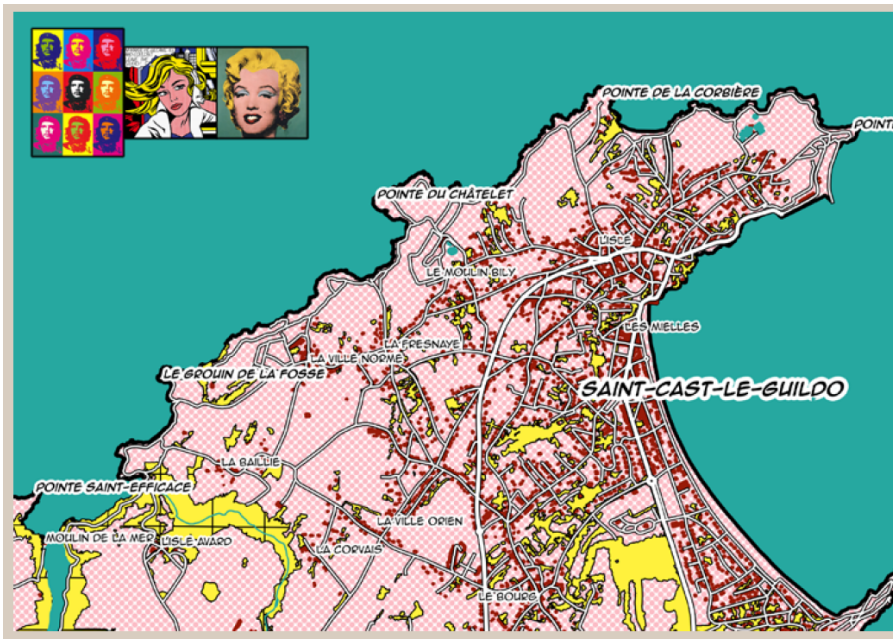 POINTE DE LA CORBIÈRE
POINTE
POINTE DU CHÂTELET
L'ISLE
LE MOULIN BILY
LES MIELLES
LA FRESNAYE
LA VILLE NORME
LE GROUIN DE LA FOSSE
SAINT-CAST-LE-GUILDO
LA BAILLIE
POINTE SAINT-EFFICACE
LA VILLE ORIEN
MOULIN DE LA MER
L'ISLE AVARD
LA CORVAIS
LE BOURG